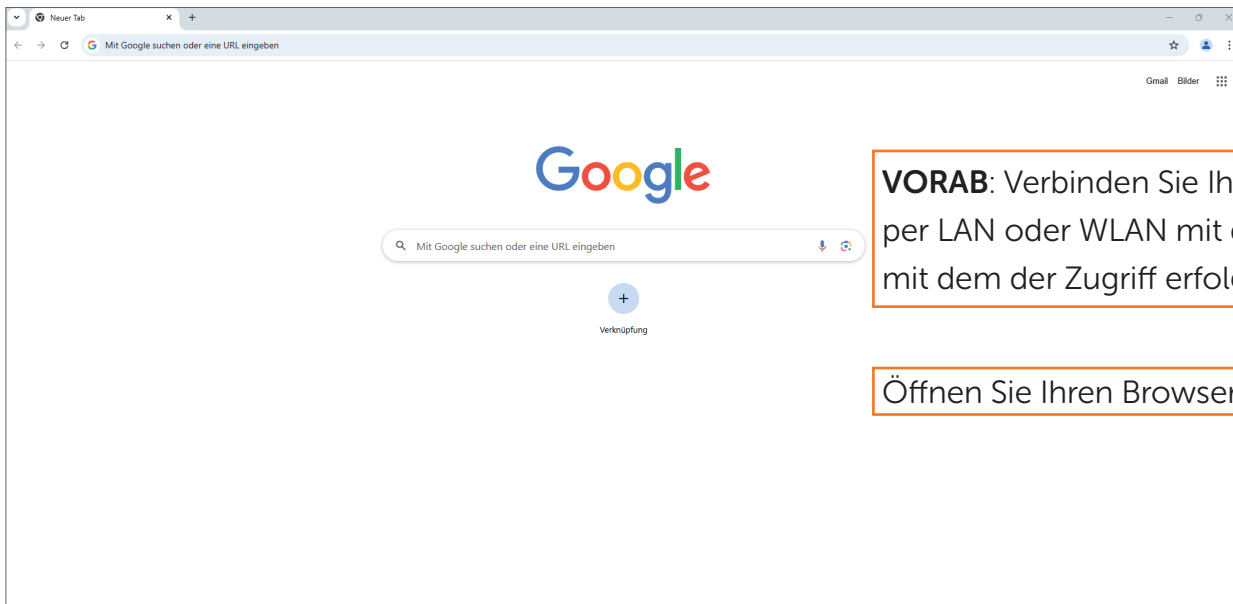 Neuer Tab
Mit Google suchen oder eine URL eingeben
Gmail Bilder
Google
Mit Google suchen oder eine URL eingeben
Verknüpfung
VORAB: Verbinden Sie Ih
per LAN oder WLAN mit
mit dem der Zugriff erfol
Öffnen Sie Ihren Browser